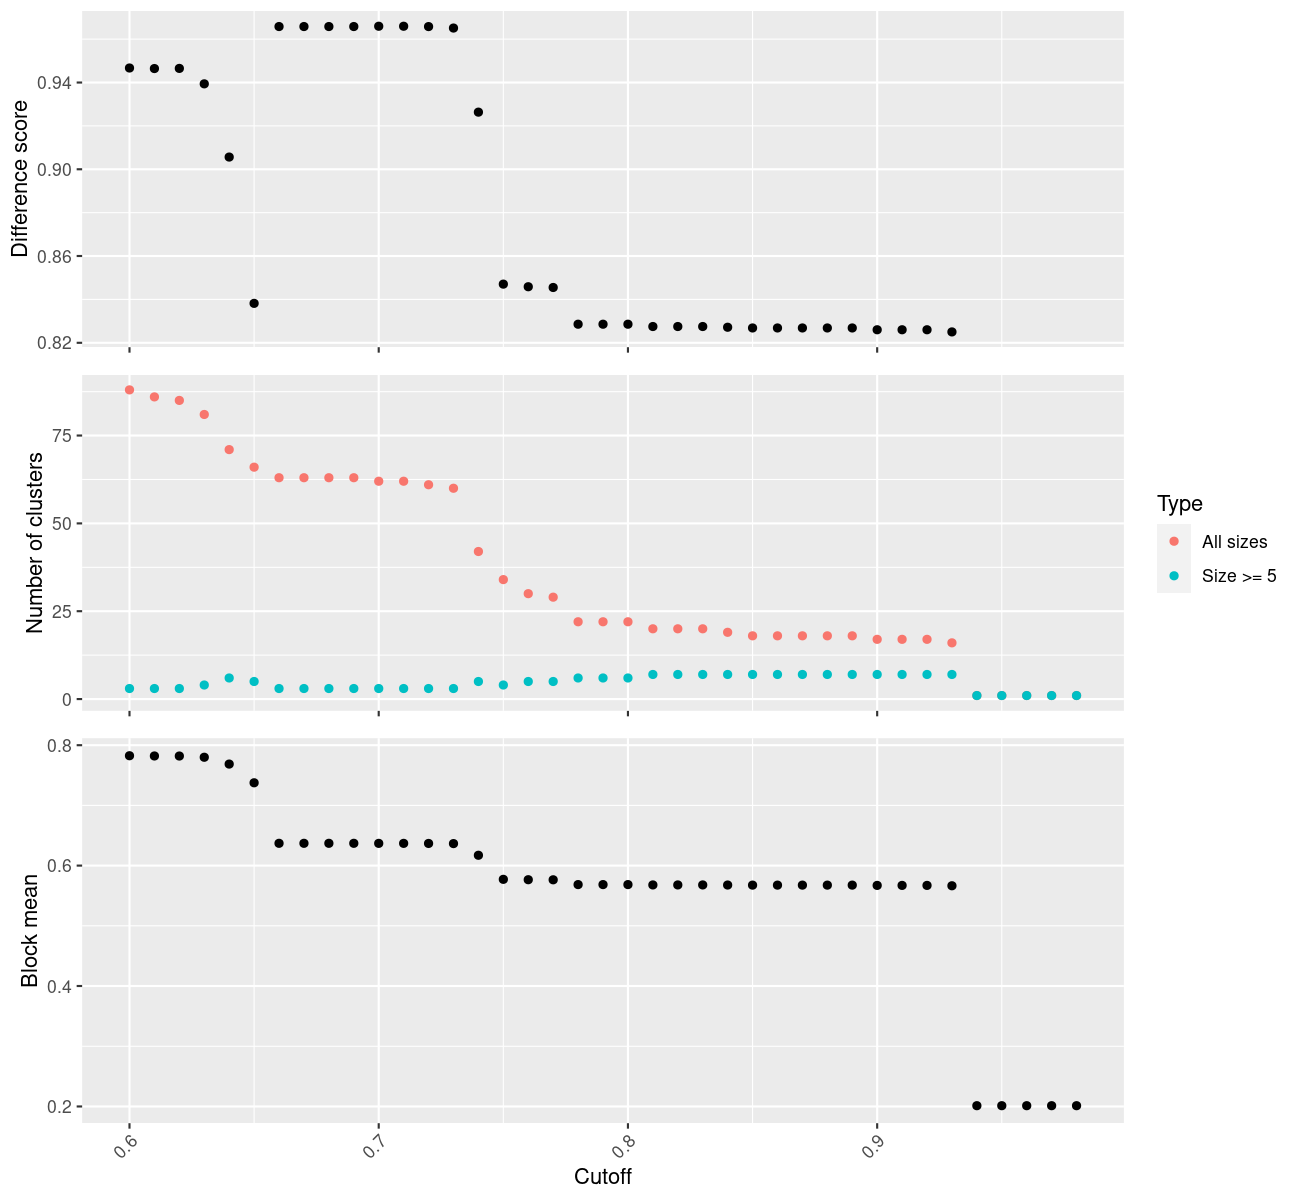 Difference score
0.94
0.90
0.86
0.82
Number of clusters
75
50
25
0
Type
All sizes
Size >= 5
Block mean
0.8
0.6
0.4
0.2
0.6 0.7 0.8 0.9
Cutoff